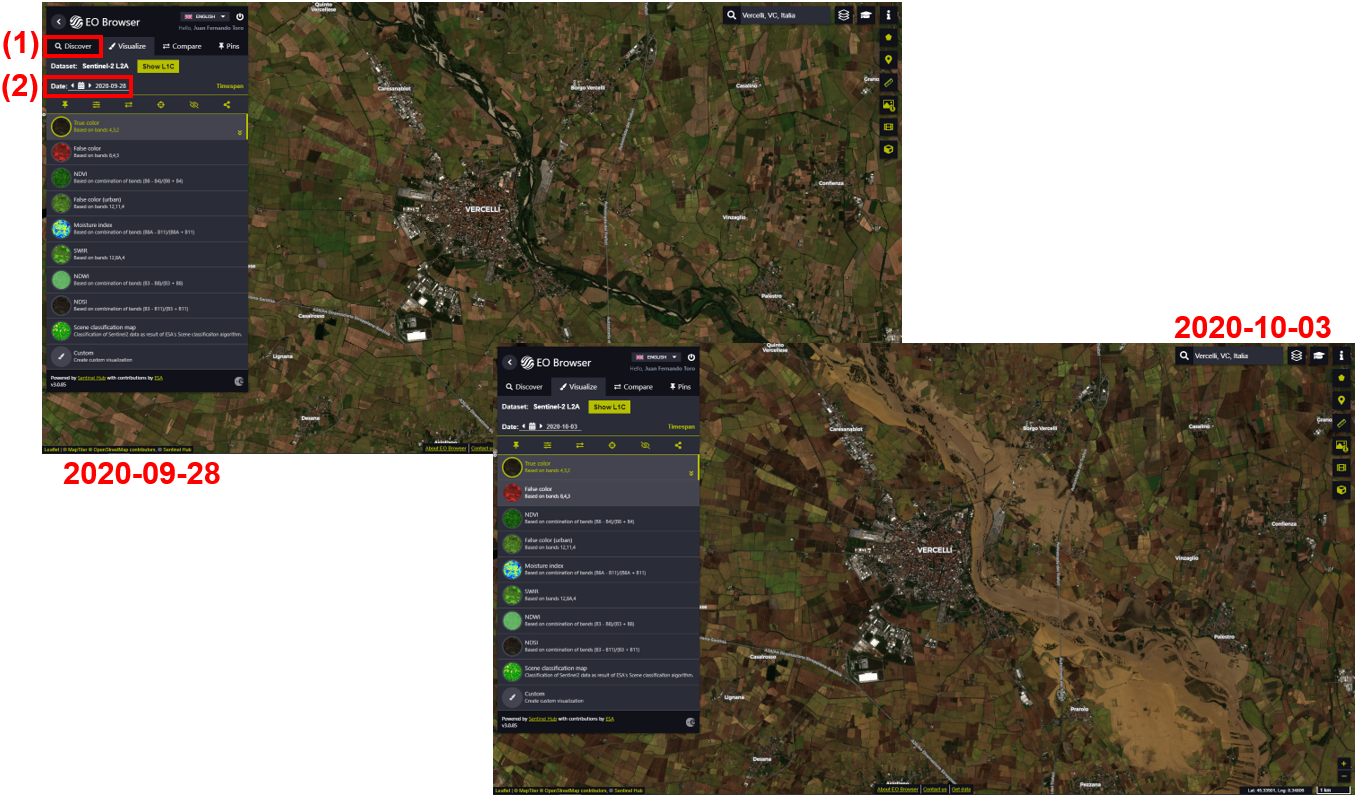 (1)
(2)
EO Browser
ENGLISH
Hello, Juan Fernando Toro
Discover
Visualize
Compare
Pins
Dataset: Sentinel-2 L2A
Show L1C
Date: 2020-09-28
Timespan
True color
Based on bands 4,3,2
False color
Based on bands 8,4,3
NDVI
Based on combination of bands (B8 - B4)/(B8 + B4)
False color (urban)
Based on bands 12,11,4
Moisture index
Based on combination of bands (B8A - B11)/(B8A + B11)
SWIR
Based on bands 12,8A,4
NDWI
Based on combination of bands (B3 - B8)/(B3 + B8)
NDSI
Based on combination of bands (B3 - B11)/(B3 + B11)
Scene classification map
Classification of Sentinel2 data as result of ESA's Scene classification algorithm.
Custom
Create custom visualization
Powered by Sentinel Hub with contributions by ESA
v3.0.85
Vercelli, VC, Italia
Quinto
Vercellese
Caresanablot
Borgo Vercelli
Casalino
Confienza
Vinzaglio
VERCELLI
Palestro
Casalrosso
Lignana
Desana
Leaflet | © MapTiler © OpenStreetMap contributors, © Sentinel Hub
About EO Browser
2020-09-28
2020-10-03
EO Browser
ENGLISH
Hello, Juan Fernando Toro
Discover
Visualize
Compare
Pins
Dataset: Sentinel-2 L2A
Show L1C
Date: 2020-10-03
Timespan
True color
Based on bands 4,3,2
False color
Based on bands 8,4,3
NDVI
Based on combination of bands (B8 - B4)/(B8 + B4)
False color (urban)
Based on bands 12,11,4
Moisture index
Based on combination of bands (B8A - B11)/(B8A + B11)
SWIR
Based on bands 12,8A,4
NDWI
Based on combination of bands (B3 - B8)/(B3 + B8)
NDSI
Based on combination of bands (B3 - B11)/(B3 + B11)
Scene classification map
Classification of Sentinel2 data as result of ESA's Scene classification algorithm.
Custom
Create custom visualization
Powered by Sentinel Hub with contributions by ESA
v3.0.85
Vercelli, VC, Italia
Quinto
Vercellese
Caresanablot
Borgo Vercelli
Casalino
Confienza
Vinzaglio
VERCELLI
Palestro
Casalrosso
Lignana
Prarolo
Desana
Pezzana
Leaflet | © MapTiler © OpenStreetMap contributors, © Sentinel Hub
About EO Browser
Contact us
Get data
1 km